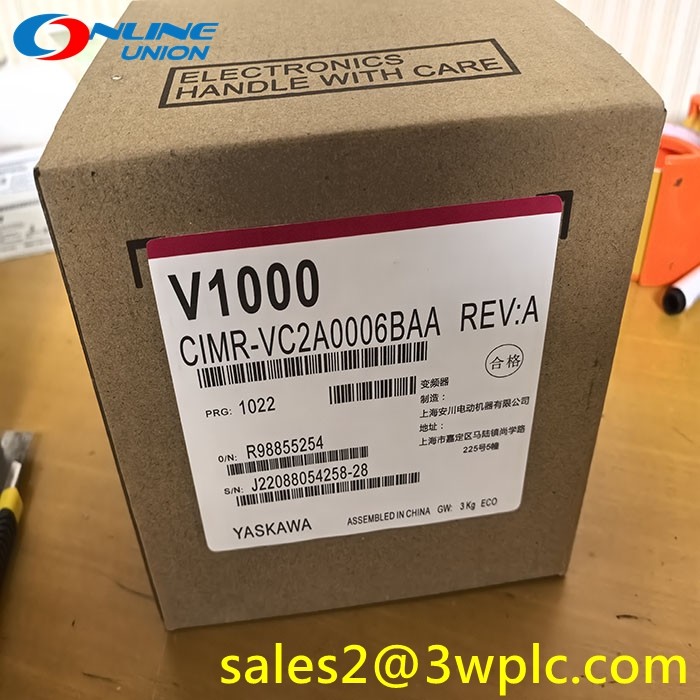 ONLINE
UNION
ELECTRONICS
HANDLE WITH CARE
V1000
CIMR-VC2A0006BAA REV:A
合格
PRG: 1022
变频器
制造:
上海安川电动机器有限公司
地址:
上海市嘉定区马陆镇尚学路
225号5幢
O/N: R98855254
S/N: J22088054258-28
YASKAWA ASSEMBLED IN CHINA GW: 3 Kg ECO
sales2@3wplc.com